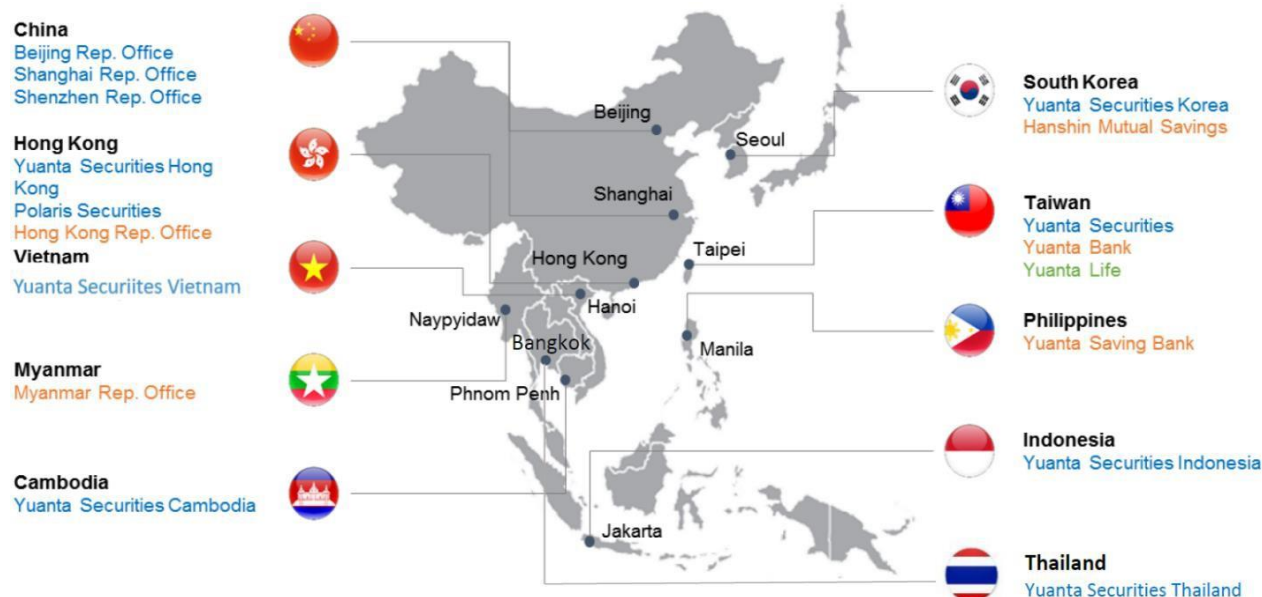 China
Beijing Rep. Office
Shanghai Rep. Office
Shenzhen Rep. Office
Hong Kong
Yuanta Securities Hong
Kong
Polaris Securities
Hong Kong Rep. Office
Vietnam
Yuanta Securiites Vietnam
Myanmar
Myanmar Rep. Office
Cambodia
Yuanta Securities Cambodia
Beijing
Seoul
Shanghai
Taipei
Hong Kong
Hanoi
Naypyidaw
Bangkok
Manila
Phnom Penh
Jakarta
South Korea
Yuanta Securities Korea
Hanshin Mutual Savings
Taiwan
Yuanta Securities
Yuanta Bank
Yuanta Life
Philippines
Yuanta Saving Bank
Indonesia
Yuanta Securities Indonesia
Thailand
Yuanta Securities Thailand